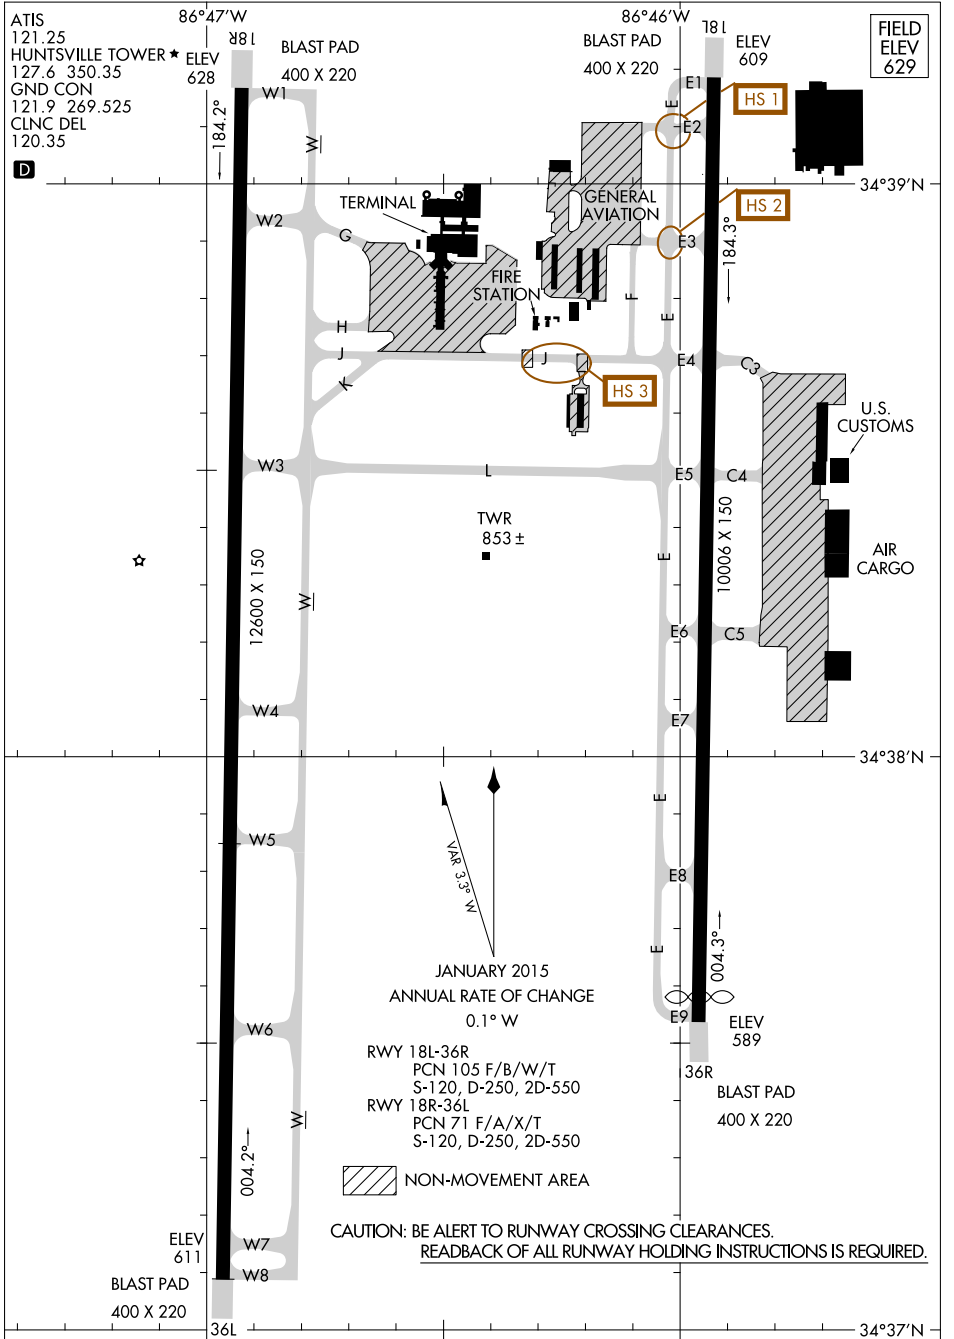 ATIS
121.25
HUNTSVILLE TOWER
127.6 350.35
GND CON
121.9 269.525
CLNC DEL
120.35
D
86°47'W
86°46'W
18R
ELEV
628
BLAST PAD
400 X 220
BLAST PAD
400 X 220
18L
ELEV
609
FIELD
ELEV
629
W1
184.2°
W
E1
E
HS 1
E2
34°39'N
TERMINAL
GENERAL
AVIATION
HS 2
W2
G
E3
184.3°
FIRE
STATION
F
E
H
J
J
E4
C3
K
HS 3
U.S.
CUSTOMS
W3
L
E5
C4
TWR
853 ±
12600 X 150
10006 X 150
E
AIR
CARGO
W
E6
C5
W4
E7
34°38'N
E
VAR 3.3° W
W5
E8
E
004.3°
JANUARY 2015
ANNUAL RATE OF CHANGE
0.1° W
E9
ELEV
589
W6
RWY 18L-36R
PCN 105 F/B/W/T
S-120, D-250, 2D-550
RWY 18R-36L
PCN 71 F/A/X/T
S-120, D-250, 2D-550
36R
BLAST PAD
400 X 220
W
004.2°
NON-MOVEMENT AREA
CAUTION: BE ALERT TO RUNWAY CROSSING CLEARANCES.
READBACK OF ALL RUNWAY HOLDING INSTRUCTIONS IS REQUIRED.
ELEV
611
W7
W8
BLAST PAD
400 X 220
36L
34°37'N